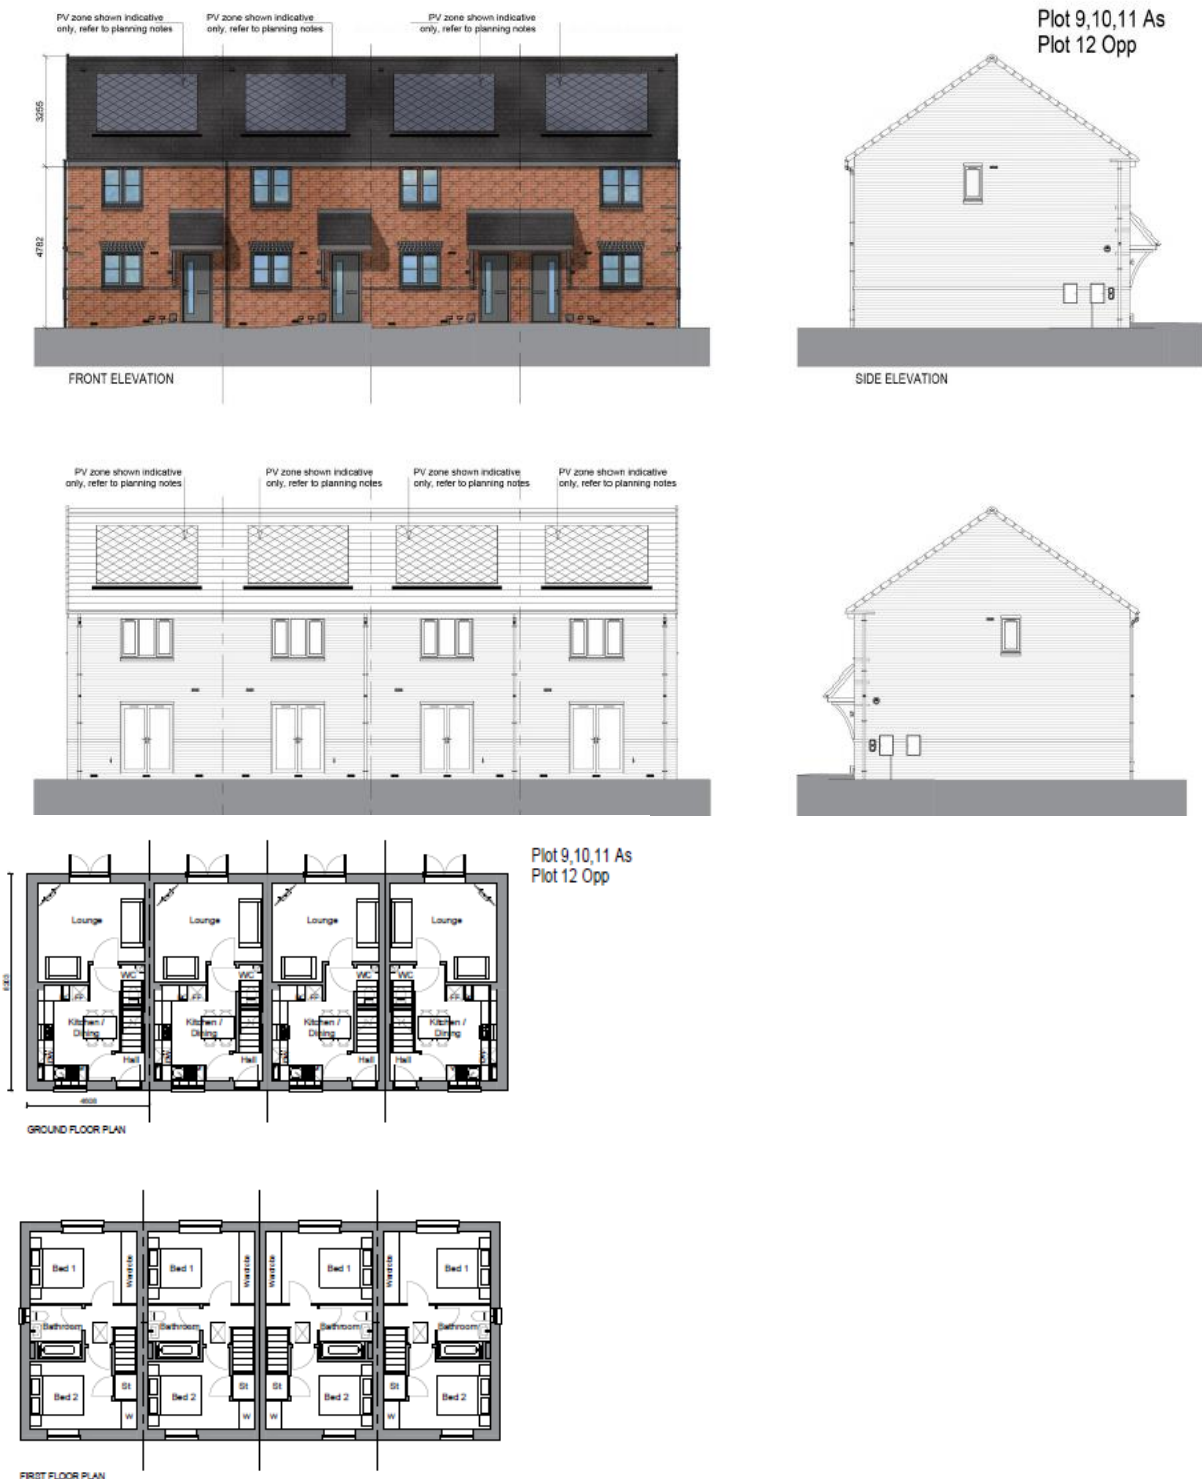 PV zone shown indicative
only, refer to planning notes
PV zone shown indicative
only, refer to planning notes
PV zone shown indicative
only, refer to planning notes
Plot 9,10,11 As
Plot 12 Opp
3255
4782
FRONT ELEVATION
SIDE ELEVATION
PV zone shown indicative
only, refer to planning notes
PV zone shown indicative
only, refer to planning notes
PV zone shown indicative
only, refer to planning notes
PV zone shown indicative
only, refer to planning notes
Plot 9,10,11 As
Plot 12 Opp
Lounge
Lounge
Lounge
Lounge
WC
WC
WC
WC
Kitchen /
Dining
Kitchen /
Dining
Kitchen /
Dining
Kitchen /
Dining
Hall
Hall
Hall
Hall
GROUND FLOOR PLAN
Bed 1
Wardrobe
Bed 1
Wardrobe
Wardrobe
Bed 1
Wardrobe
Bed 1
Bathroom
Bathroom
Bathroom
Bathroom
Bed 2
St
W
Bed 2
St
W
St
W
Bed 2
St
W
Bed 2
FIRST FLOOR PLAN